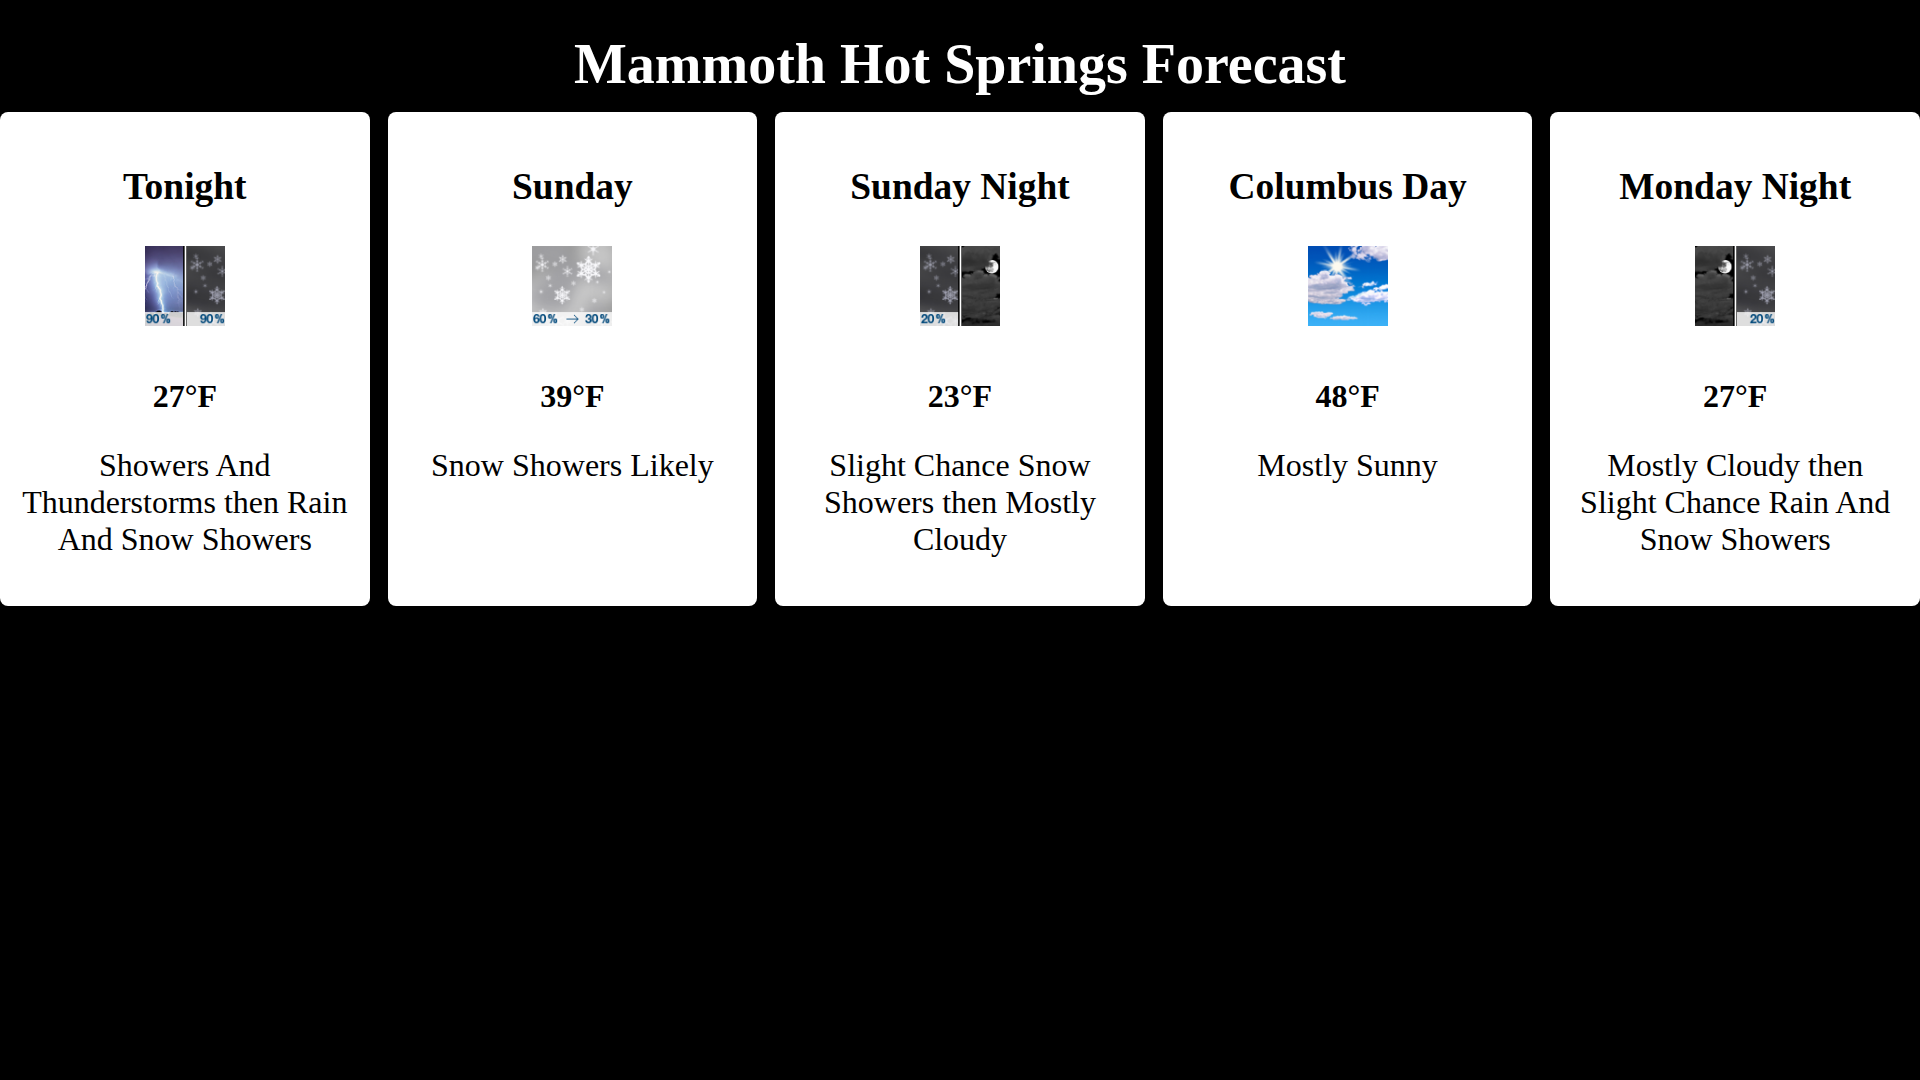 Mammoth Hot Springs Forecast
Tonight
90% 90%
27°F
Showers And
Thunderstorms then Rain
And Snow Showers
Sunday
60% → 30%
39°F
Snow Showers Likely
Sunday Night
20%
23°F
Slight Chance Snow
Showers then Mostly
Cloudy
Columbus Day
48°F
Mostly Sunny
Monday Night
20%
27°F
Mostly Cloudy then
Slight Chance Rain And
Snow Showers